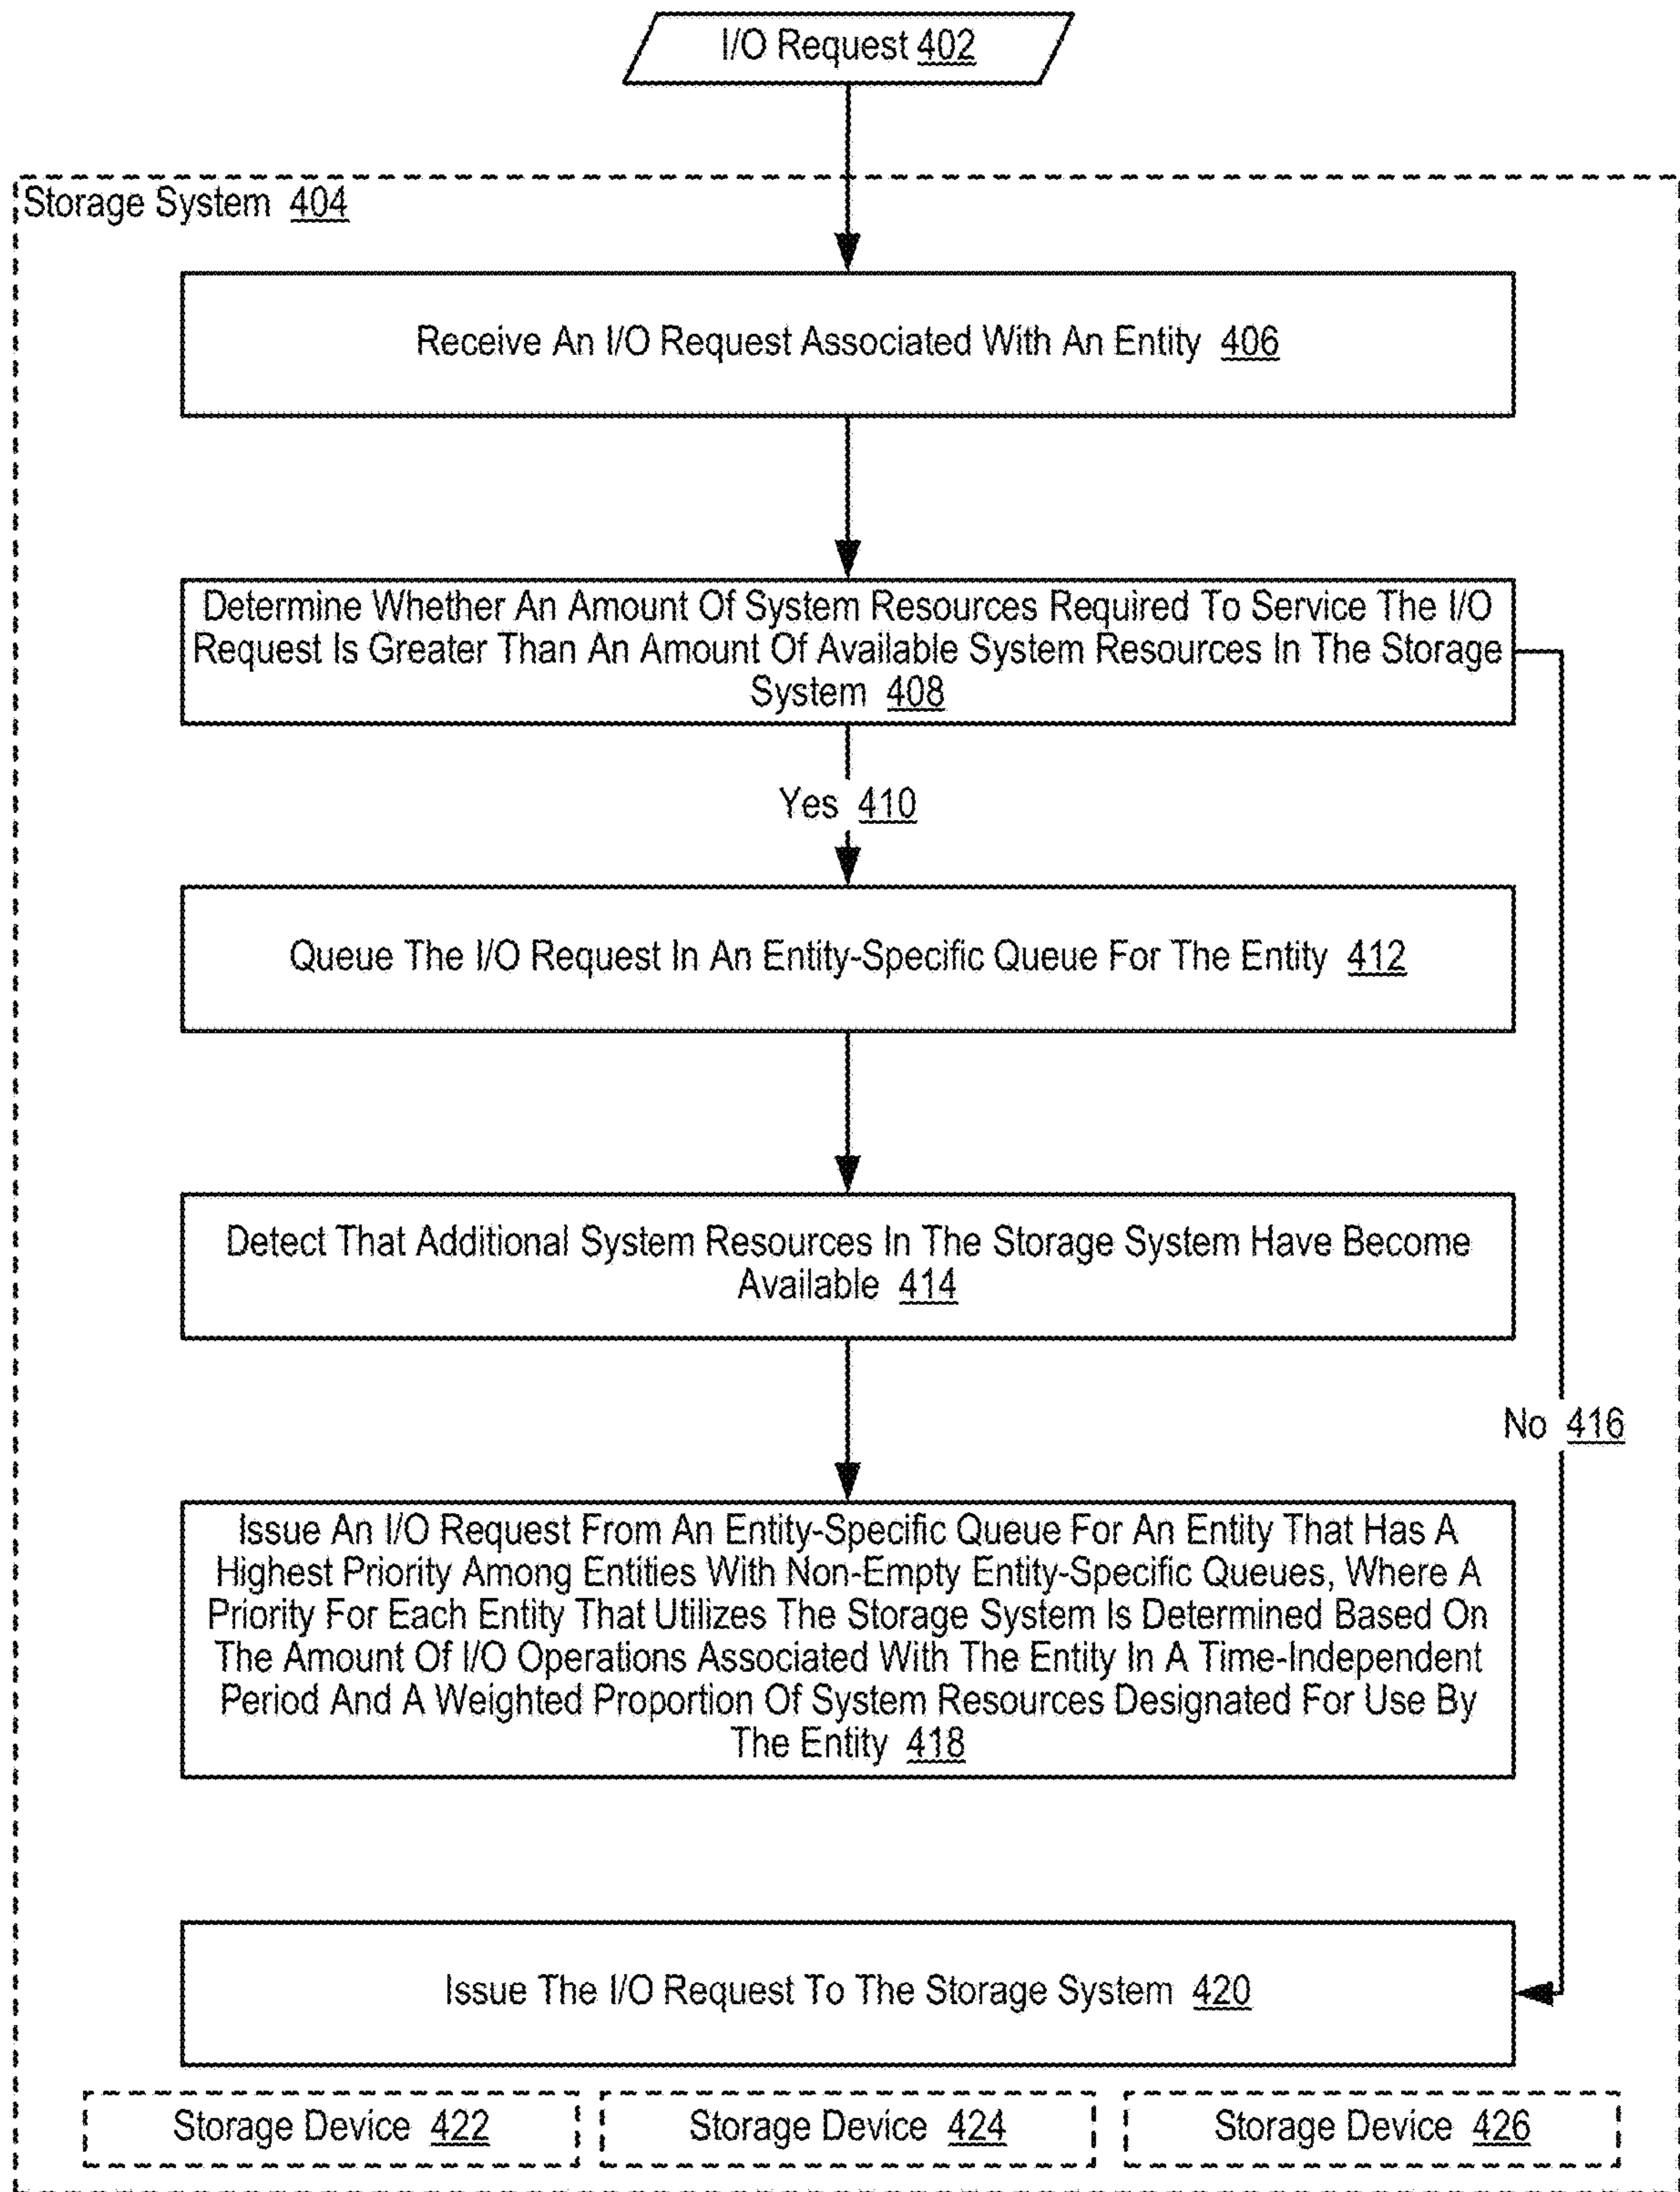 I/O Request 402
Storage System 404
Receive An I/O Request Associated With An Entity 406
Determine Whether An Amount Of System Resources Required To Service The I/O
Request Is Greater Than An Amount Of Available System Resources In The Storage
System 408
Yes 410
Queue The I/O Request In An Entity-Specific Queue For The Entity 412
Detect That Additional System Resources In The Storage System Have Become
Available 414
No 416
Issue An I/O Request From An Entity-Specific Queue For An Entity That Has A
Highest Priority Among Entities With Non-Empty Entity-Specific Queues, Where A
Priority For Each Entity That Utilizes The Storage System Is Determined Based On
The Amount Of I/O Operations Associated With The Entity In A Time-Independent
Period And A Weighted Proportion Of System Resources Designated For Use By
The Entity 418
Issue The I/O Request To The Storage System 420
Storage Device 422
Storage Device 424
Storage Device 426